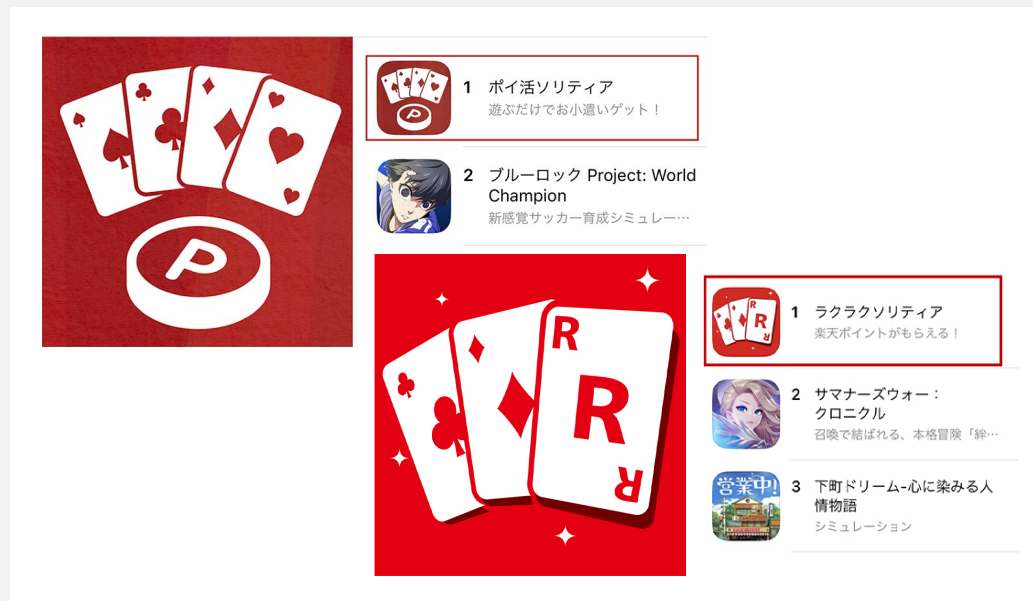 P
1 ポイ活ソリティア
遊ぶだけでお小遣いゲット！
2 ブルーロック Project: World
Champion
新感覚サッカー育成シミュレー…
P
R
R
R
1 ラクラクソリティア
楽天ポイントがもらえる！
R
R
R
2 サマナーズウォー：
クロニクル
召喚で結ばれる、本格冒険「絆…
営業中!
3 下町ドリーム-心に染みる人
情物語
シミュレーション